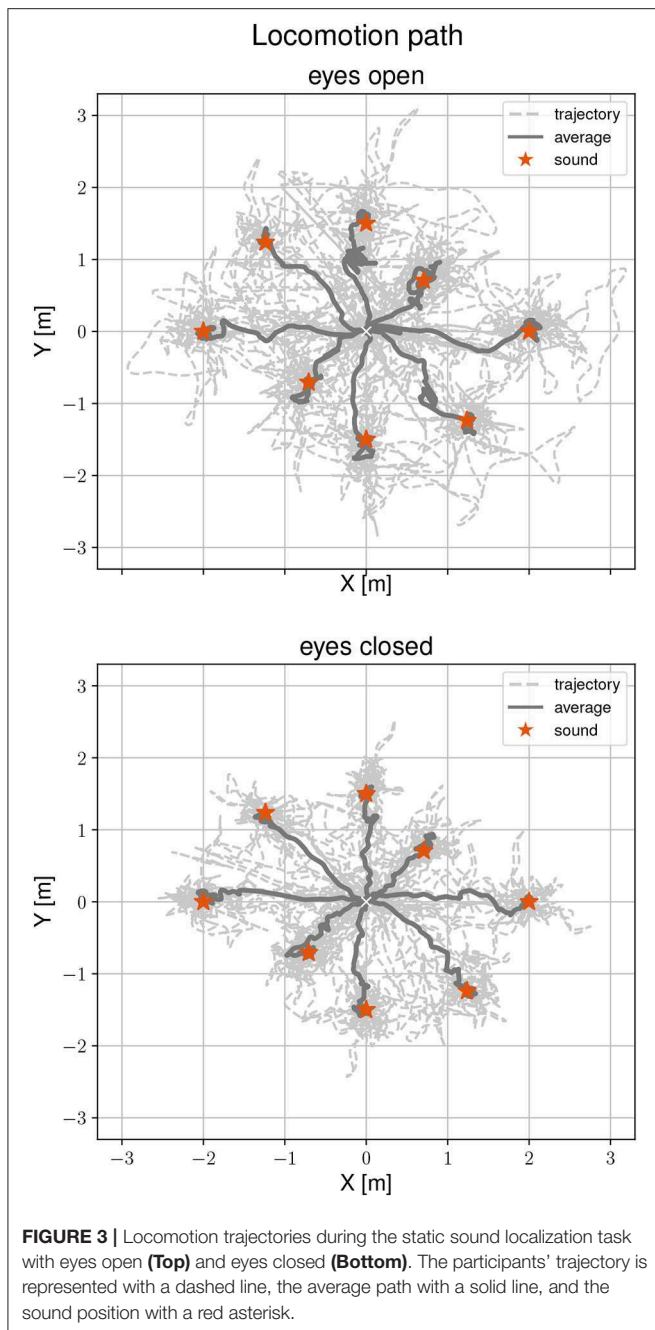 Locomotion path
eyes open
trajectory
average
sound
3
2
1
0
−1
−2
−3
Y [m]
X [m]
eyes closed
trajectory
average
sound
3
2
1
0
−1
−2
−3
Y [m]
−3 −2 −1 0 1 2 3
X [m]
FIGURE 3 | Locomotion trajectories during the static sound localization task
with eyes open (Top) and eyes closed (Bottom). The participants’ trajectory is
represented with a dashed line, the average path with a solid line, and the
sound position with a red asterisk.